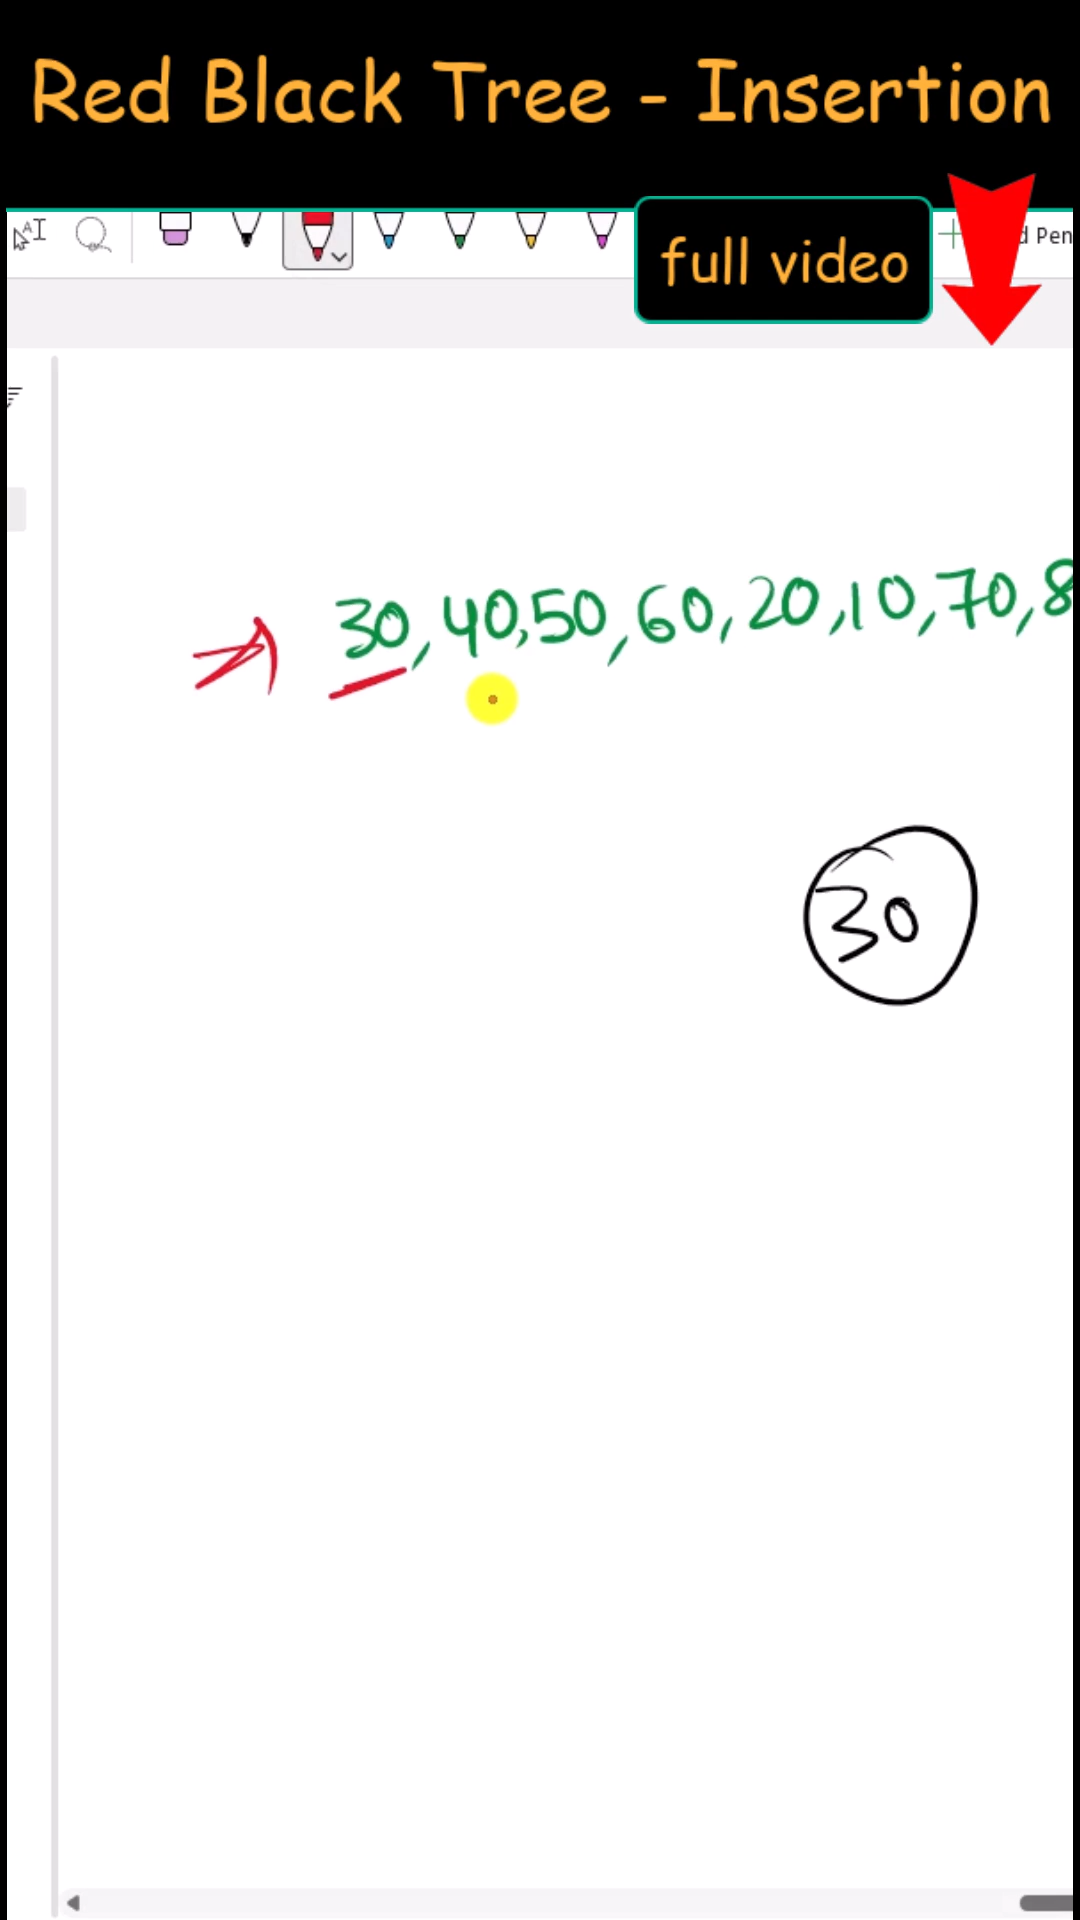 Red Black Tree - Insertion
full video
Pen
30, 40, 50, 60, 20, 10, 70, 8
30